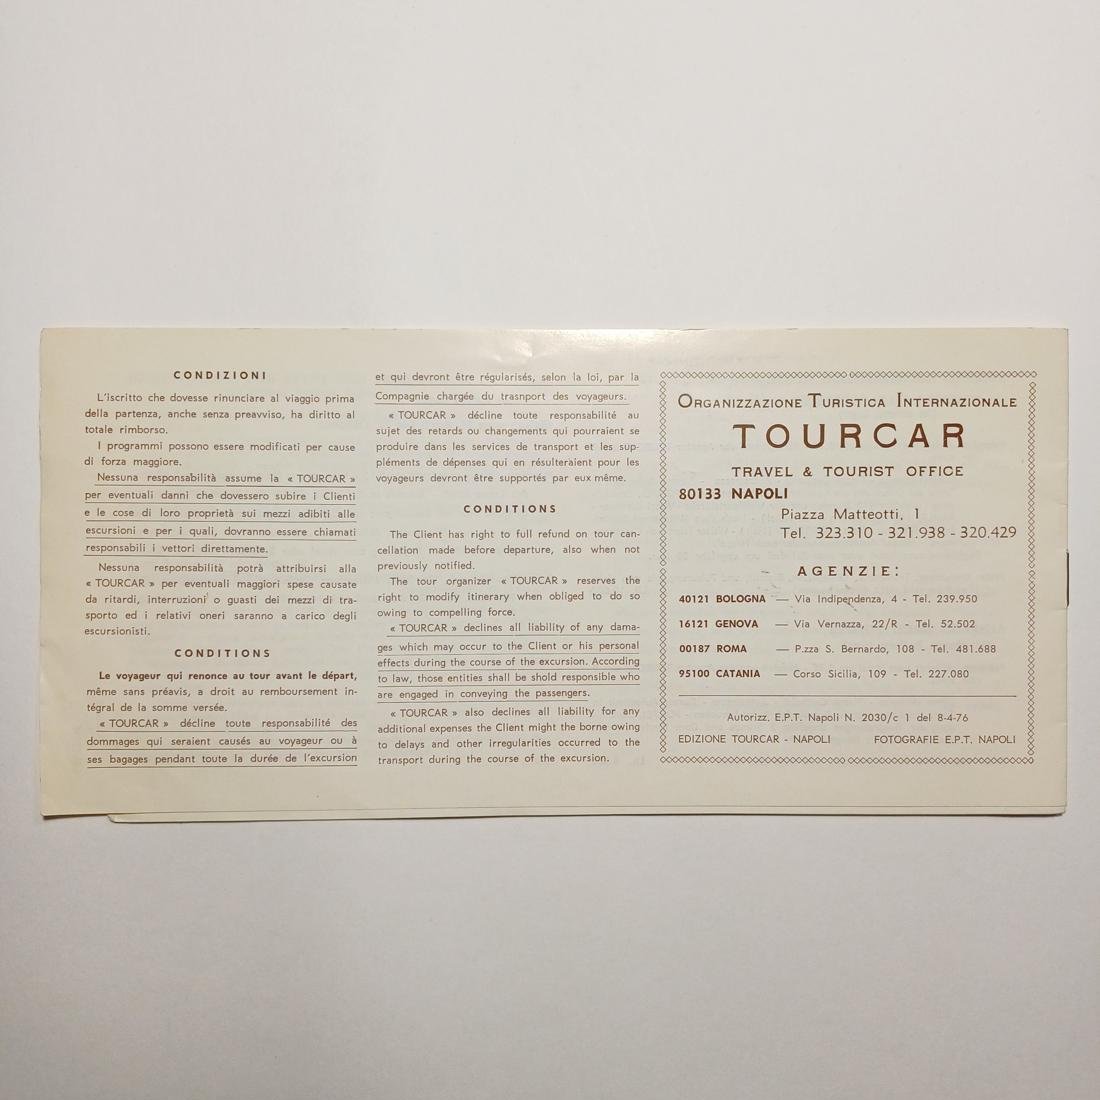 CONDIZIONI
L'iscritto che dovesse rinunciare al viaggio prima
della partenza, anche senza preavviso, ha diritto al
totale rimborso.
I programmi possono essere modificati per cause
di forza maggiore.
Nessuna responsabilità assume la « TOURCAR »
per eventuali danni che dovessero subire i Clienti
e le cose di loro proprietà sui mezzi adibiti alle
escursioni e per i quali, dovranno essere chiamati
responsabili i vettori direttamente.
Nessuna responsabilità potrà attribuirsi alla
« TOURCAR » per eventuali maggiori spese causate
da ritardi, interruzioni o guasti dei mezzi di tra-
sporto ed i relativi oneri saranno a carico degli
escursionisti.
CONDITIONS
Le voyageur qui renonce au tour avant le départ,
même sans préavis, a droit au remboursement in-
tégral de la somme versée.
« TOURCAR » décline toute responsabilité des
dommages qui seraient causés au voyageur ou à
ses bagages pendant toute la durée de l'excursion
et qui devront être régularisés, selon la loi, par la
Compagnie chargée du trasnport des voyageurs.
« TOURCAR » décline toute responsabilité au
sujet des retards ou changements qui pourraient se
produire dans les services de transport et les sup-
pléments de dépenses qui en résulteraient pour les
voyageurs devront être supportés par eux même.
CONDITIONS
The Client has right to full refund on tour can-
cellation made before departure, also when not
previously notified.
The tour organizer « TOURCAR » reserves the
right to modify itinerary when obliged to do so
owing to compelling force.
« TOURCAR » declines all liability of any dama-
ges which may occur to the Client or his personal
effects during the course of the excursion. According
to law, those entities shall be shold responsible who
are engaged in conveying the passengers.
« TOURCAR » also declines all liability for any
additional expenses the Client might the borne owing
to delays and other irregularities occurred to the
transport during the course of the excursion.
ORGANIZZAZIONE TURISTICA INTERNAZIONALE
TOURCAR
TRAVEL & TOURIST OFFICE
80133 NAPOLI
Piazza Matteotti, 1
Tel. 323.310 - 321.938 - 320.429
AGENZIE:
40121 BOLOGNA — Via Indipendenza, 4 - Tel. 239.950
16121 GENOVA — Via Vernazza, 22/R - Tel. 52.502
00187 ROMA — P.zza S. Bernardo, 108 - Tel. 481.688
95100 CATANIA — Corso Sicilia, 109 - Tel. 227.080
Autorizz. E.P.T. Napoli N. 2030/c 1 del 8-4-76
EDIZIONE TOURCAR - NAPOLI FOTOGRAFIE E.P.T. NAPOLI